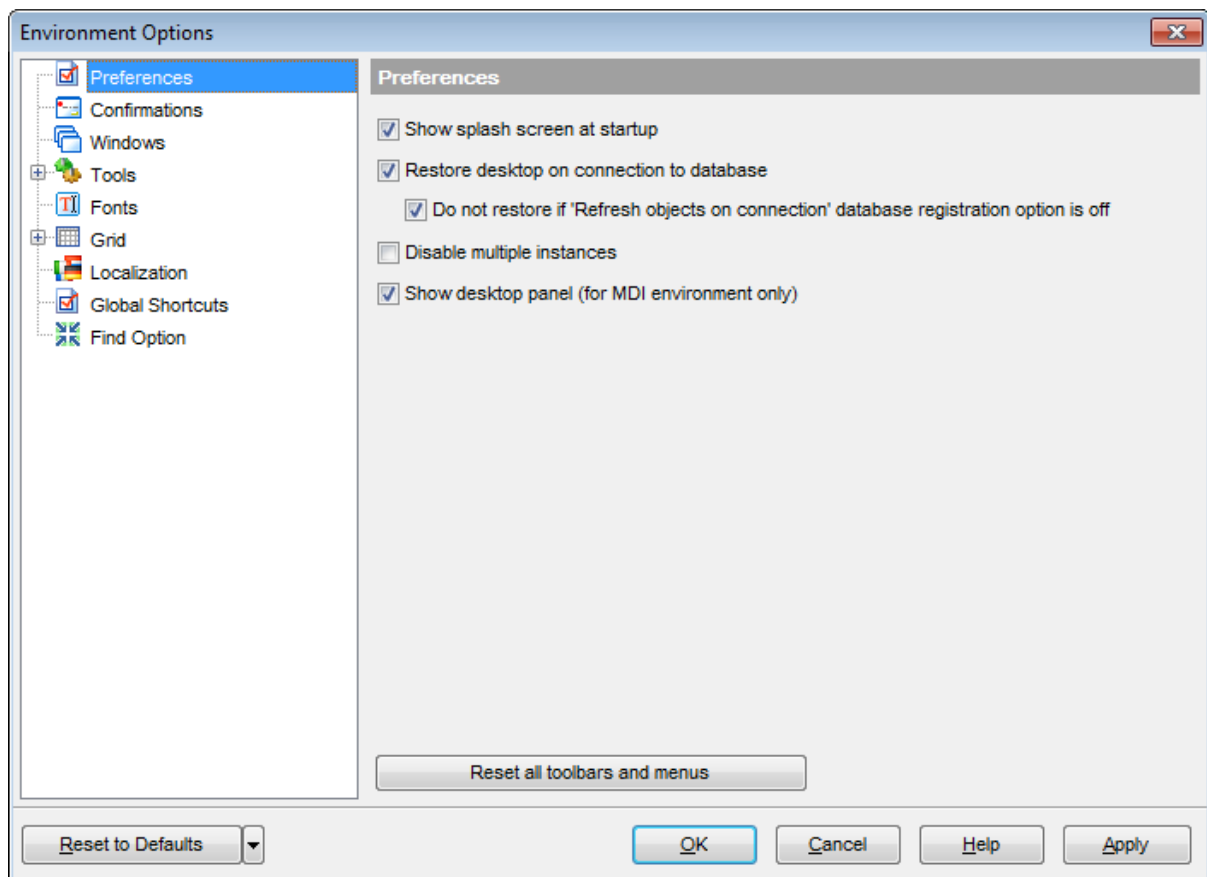 Environment Options
Preferences
Confirmations
Windows
Tools
Fonts
Grid
Localization
Global Shortcuts
Find Option
Preferences
Show splash screen at startup
Restore desktop on connection to database
Do not restore if 'Refresh objects on connection' database registration option is off
Disable multiple instances
Show desktop panel (for MDI environment only)
Reset all toolbars and menus
Reset to Defaults
OK
Cancel
Help
Apply